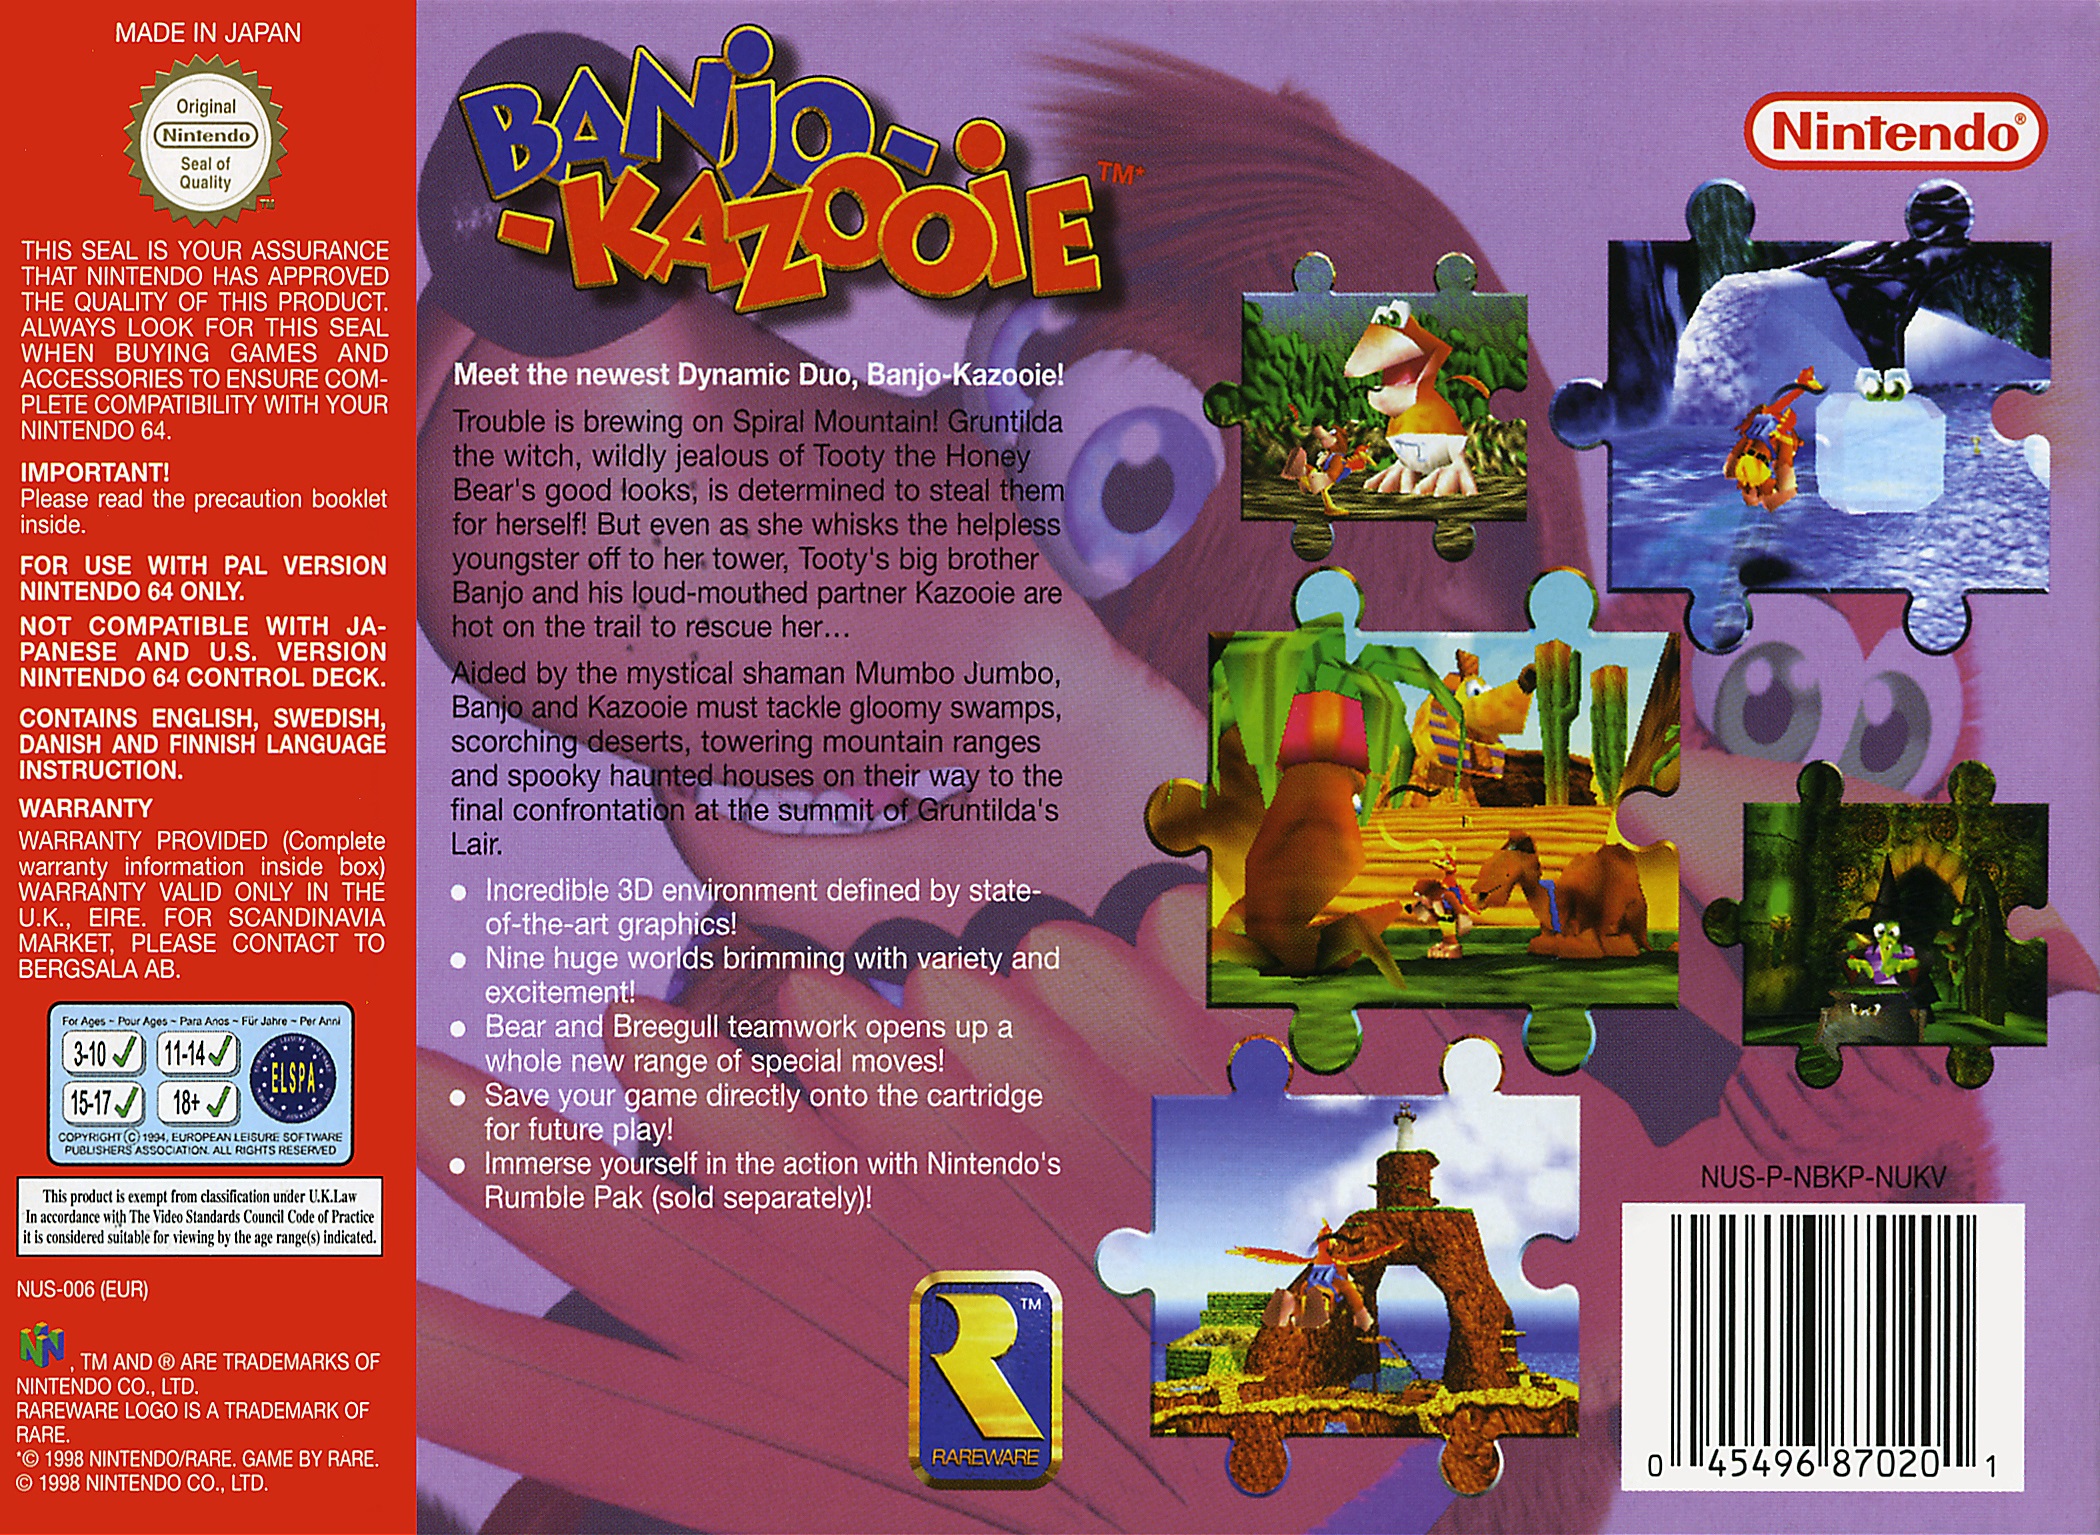 MADE IN JAPAN
Original
Nintendo
Seal of
Quality
TM
THIS SEAL IS YOUR ASSURANCE
THAT NINTENDO HAS APPROVED
THE QUALITY OF THIS PRODUCT.
ALWAYS LOOK FOR THIS SEAL
WHEN BUYING GAMES AND
ACCESSORIES TO ENSURE COM-
PLETE COMPATIBILITY WITH YOUR
NINTENDO 64.
IMPORTANT!
Please read the precaution booklet
inside.
FOR USE WITH PAL VERSION
NINTENDO 64 ONLY.
NOT COMPATIBLE WITH JA-
PANESE AND U.S. VERSION
NINTENDO 64 CONTROL DECK.
CONTAINS ENGLISH, SWEDISH,
DANISH AND FINNISH LANGUAGE
INSTRUCTION.
WARRANTY
WARRANTY PROVIDED (Complete
warranty information inside box)
WARRANTY VALID ONLY IN THE
U.K., EIRE. FOR SCANDINAVIA
MARKET, PLEASE CONTACT TO
BERGSALA AB.
For Ages ~ Pour Ages ~ Para Anos ~ Für Jahre ~ Per Anni
3-10 ✓ 11-14 ✓
15-17 ✓ 18+ ✓
ELSPA
COPYRIGHT © 1994, EUROPEAN LEISURE SOFTWARE
PUBLISHERS ASSOCIATION. ALL RIGHTS RESERVED
This product is exempt from classification under U.K.Law
In accordance with The Video Standards Council Code of Practice
it is considered suitable for viewing by the age range(s) indicated.
NUS-006 (EUR)
, TM AND ® ARE TRADEMARKS OF
NINTENDO CO., LTD.
RAREWARE LOGO IS A TRADEMARK OF
RARE.
*© 1998 NINTENDO/RARE. GAME BY RARE.
© 1998 NINTENDO CO., LTD.
BANJO-
-KAZOOIE TM*
Meet the newest Dynamic Duo, Banjo-Kazooie!
Trouble is brewing on Spiral Mountain! Gruntilda
the witch, wildly jealous of Tooty the Honey
Bear's good looks, is determined to steal them
for herself! But even as she whisks the helpless
youngster off to her tower, Tooty's big brother
Banjo and his loud-mouthed partner Kazooie are
hot on the trail to rescue her...
Aided by the mystical shaman Mumbo Jumbo,
Banjo and Kazooie must tackle gloomy swamps,
scorching deserts, towering mountain ranges
and spooky haunted houses on their way to the
final confrontation at the summit of Gruntilda's
Lair.
● Incredible 3D environment defined by state-
of-the-art graphics!
● Nine huge worlds brimming with variety and
excitement!
● Bear and Breegull teamwork opens up a
whole new range of special moves!
● Save your game directly onto the cartridge
for future play!
● Immerse yourself in the action with Nintendo's
Rumble Pak (sold separately)!
TM
RAREWARE
Nintendo®
NUS-P-NBKP-NUKV
0 45496 87020 1